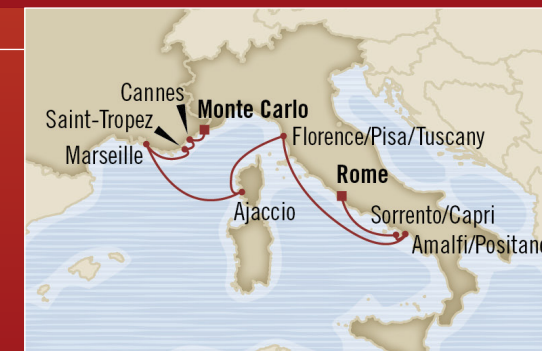 Cannes
Monte Carlo
Saint-Tropez
Florence/Pisa/Tuscany
Marseille
Rome
Ajaccio
Sorrento/Capri
Amalfi/Positano